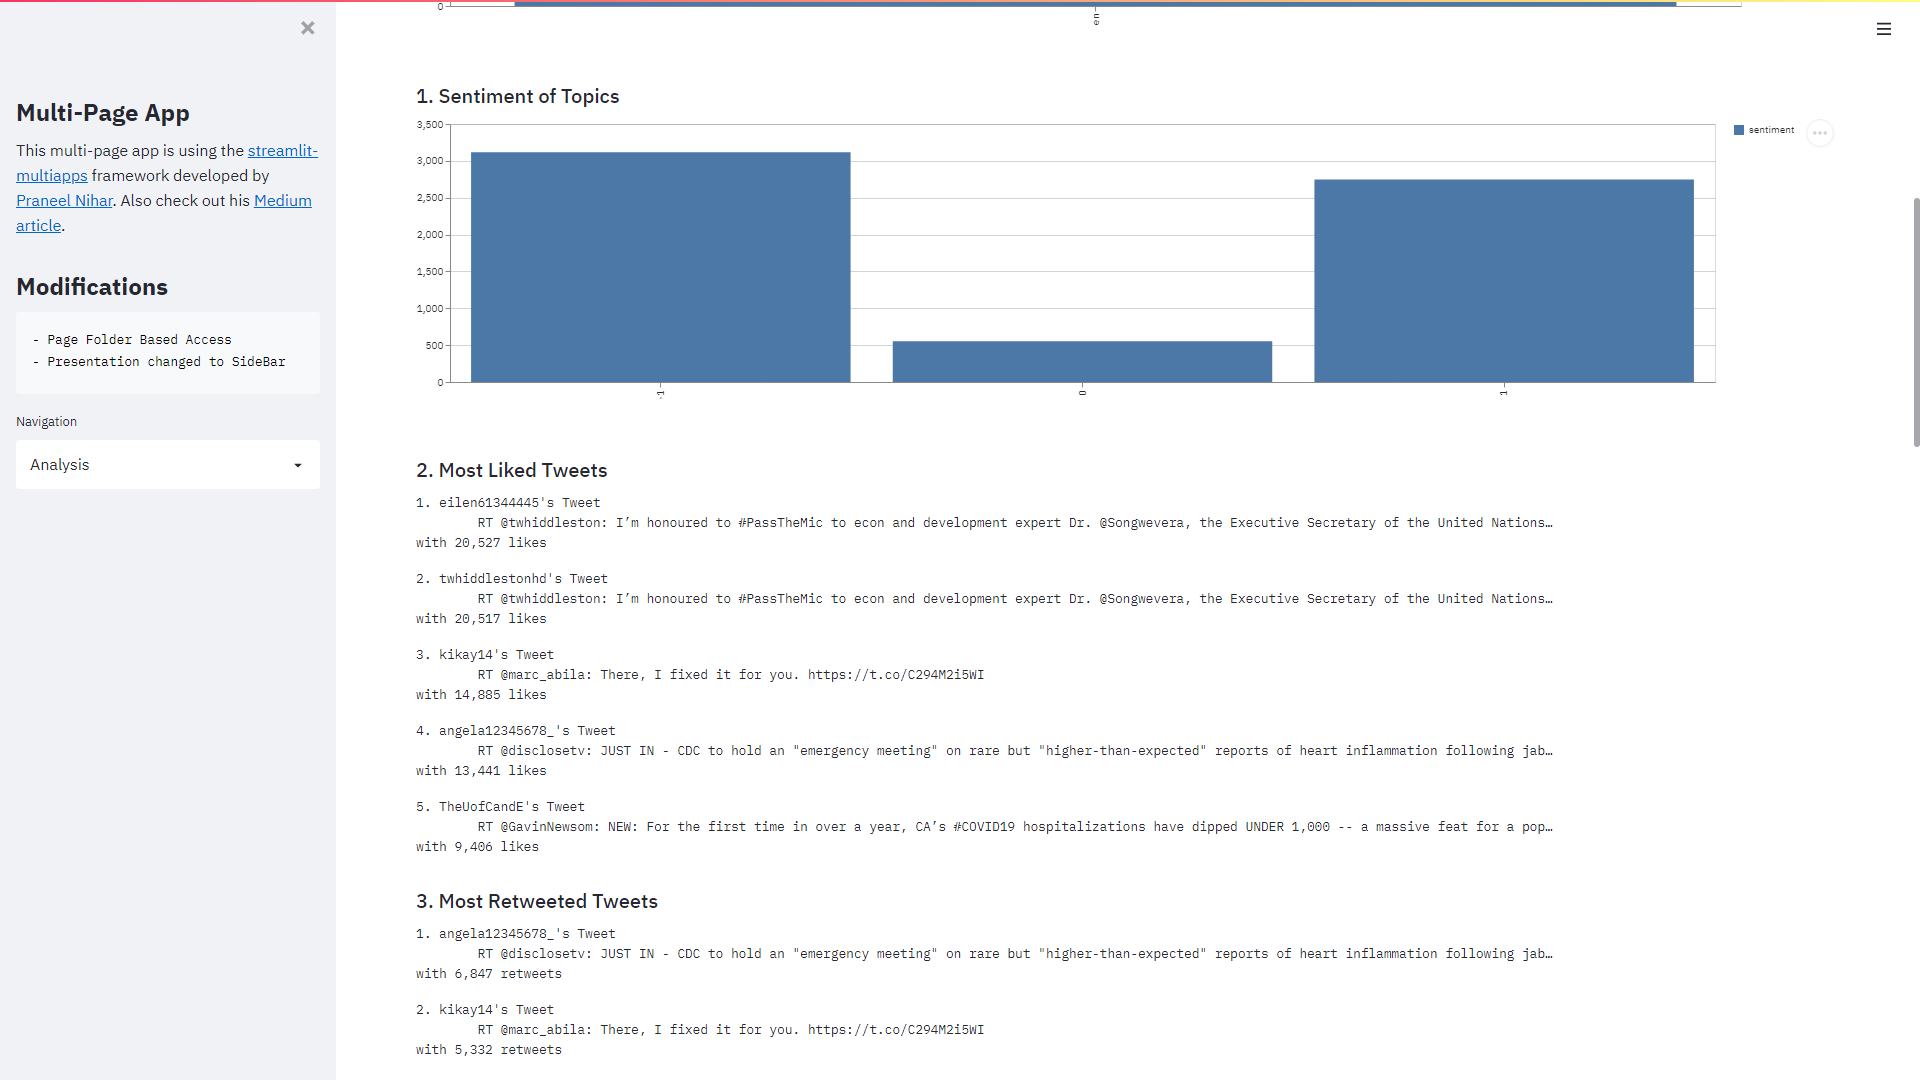 ×
Multi-Page App
This multi-page app is using the streamlit-
multiapps framework developed by
Praneel Nihar. Also check out his Medium
article.
Modifications
- Page Folder Based Access
- Presentation changed to SideBar
Navigation
Analysis
0
en
1. Sentiment of Topics
3,500
3,000
2,500
2,000
1,500
1,000
500
0
-1
0
1
sentiment
2. Most Liked Tweets
1. eilen61344445's Tweet
RT @twhiddleston: I’m honoured to #PassTheMic to econ and development expert Dr. @Songwevera, the Executive Secretary of the United Nations…
with 20,527 likes
2. twhiddlestonhd's Tweet
RT @twhiddleston: I’m honoured to #PassTheMic to econ and development expert Dr. @Songwevera, the Executive Secretary of the United Nations…
with 20,517 likes
3. kikay14's Tweet
RT @marc_abila: There, I fixed it for you. https://t.co/C294M2i5WI
with 14,885 likes
4. angela12345678_'s Tweet
RT @disclosetv: JUST IN - CDC to hold an "emergency meeting" on rare but "higher-than-expected" reports of heart inflammation following jab…
with 13,441 likes
5. TheUofCandE's Tweet
RT @GavinNewsom: NEW: For the first time in over a year, CA’s #COVID19 hospitalizations have dipped UNDER 1,000 -- a massive feat for a pop…
with 9,406 likes
3. Most Retweeted Tweets
1. angela12345678_'s Tweet
RT @disclosetv: JUST IN - CDC to hold an "emergency meeting" on rare but "higher-than-expected" reports of heart inflammation following jab…
with 6,847 retweets
2. kikay14's Tweet
RT @marc_abila: There, I fixed it for you. https://t.co/C294M2i5WI
with 5,332 retweets